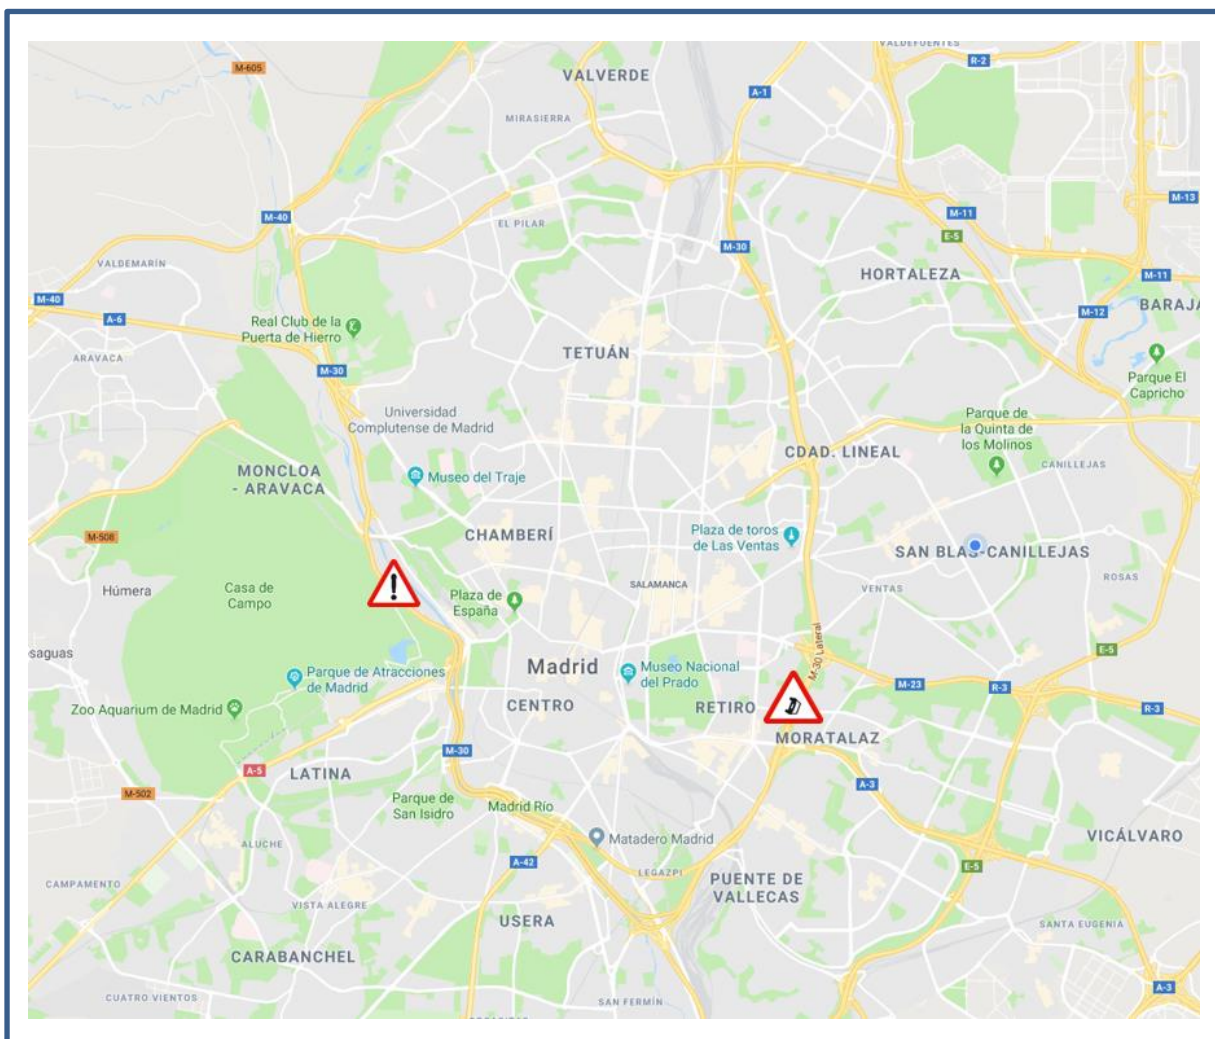 VALDEFUENTES
M-605
R-2
VALVERDE
A-1
MIRASIERRA
M-13
M-40
M-11
EL PILAR
E-5
M-30
VALDEMARÍN
HORTALEZA
M-11
M-40
BARAJA
A-6
M-12
Real Club de la
Puerta de Hierro
TETUÁN
ARAVACA
M-30
Parque El
Capricho
Universidad
Complutense de Madrid
Parque de
la Quinta de
los Molinos
CDAD. LINEAL
CANILLEJAS
MONCLOA
- ARAVACA
Museo del Traje
CHAMBERÍ
Plaza de toros
de Las Ventas
M-508
SAN BLAS-CANILLEJAS
ROSAS
Húmera
Casa de
Campo
SALAMANCA
VENTAS
Plaza de
España
M-30 Lateral
osaguas
E-5
Parque de Atracciones
de Madrid
Madrid
Museo Nacional
del Prado
M-23
R-3
Zoo Aquarium de Madrid
CENTRO
RETIRO
R-3
MORATALAZ
M-30
A-5
LATINA
A-3
M-502
Parque de
San Isidro
Madrid Río
Matadero Madrid
VICÁLVARO
ALUCHE
A-42
LEGAZPI
E-5
PUENTE DE
VALLECAS
CAMPAMENTO
VISTA ALEGRE
USERA
SANTA EUGENIA
CARABANCHEL
A-3
CUATRO VIENTOS
SAN FERMÍN